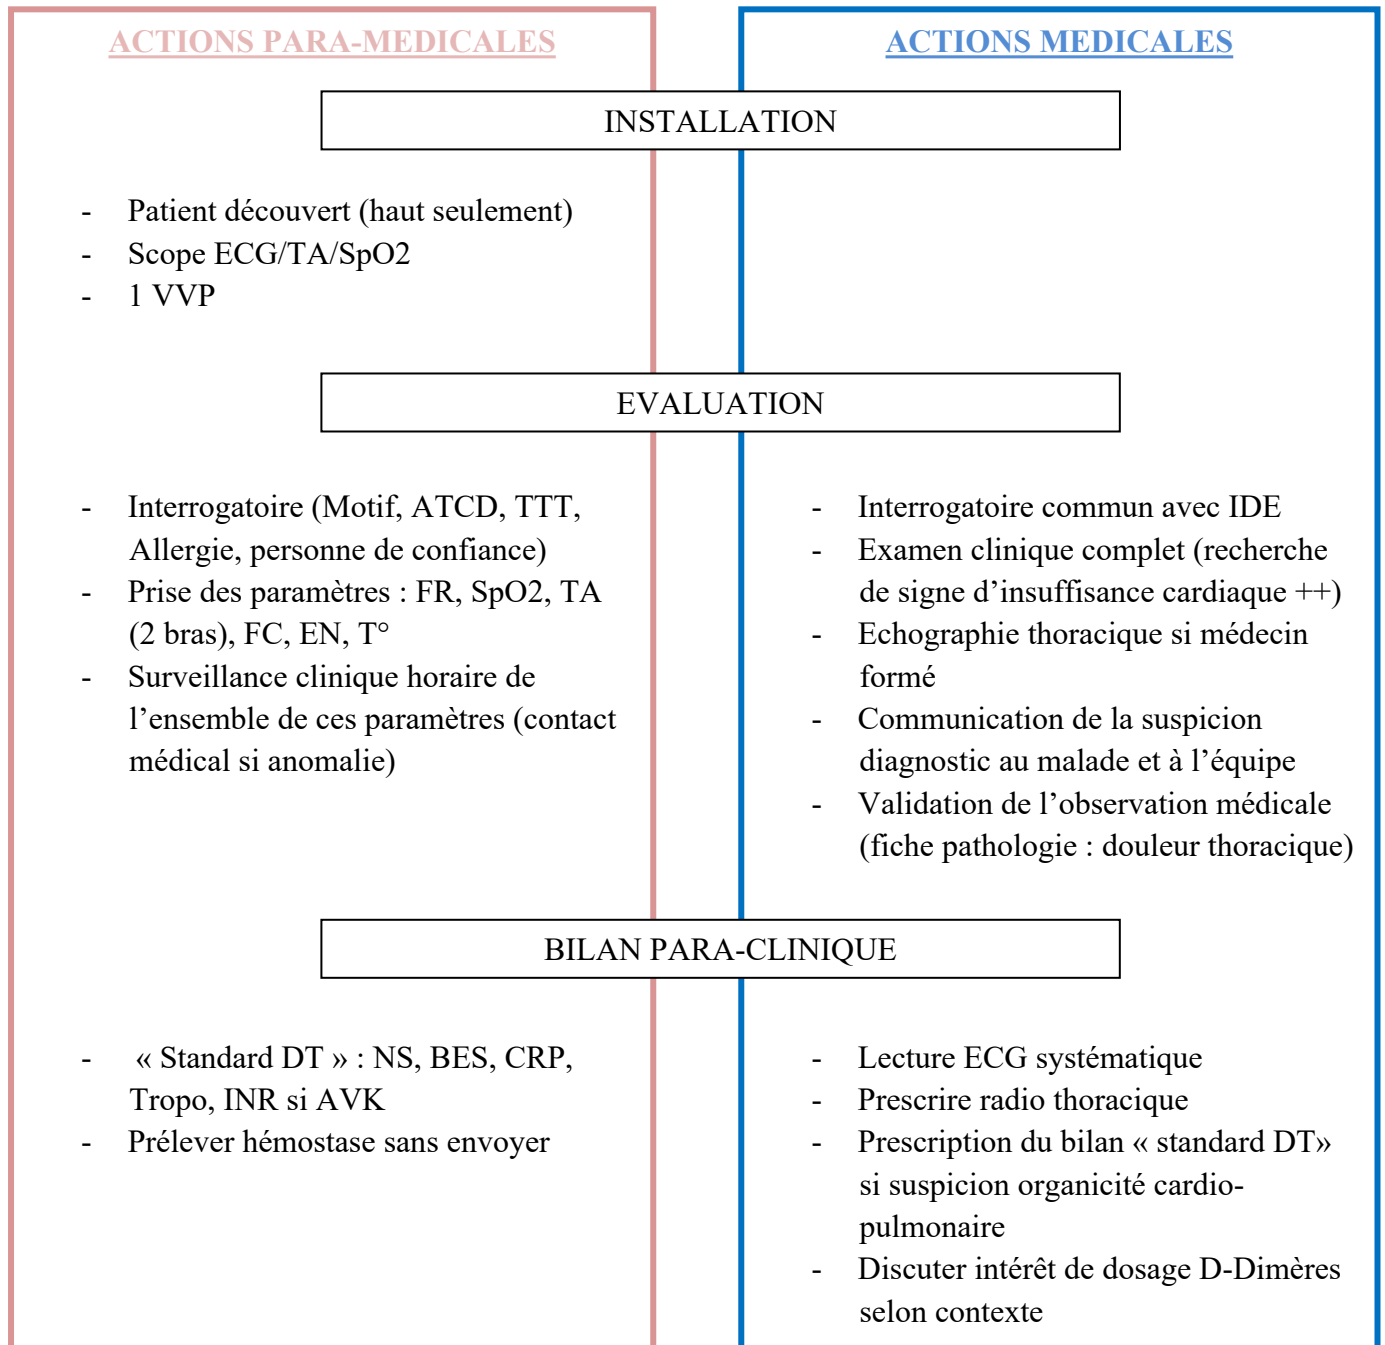 ACTIONS PARA-MEDICALES
ACTIONS MEDICALES
INSTALLATION
- Patient découvert (haut seulement)
- Scope ECG/TA/SpO2
- 1 VVP
EVALUATION
- Interrogatoire (Motif, ATCD, TTT,
Allergie, personne de confiance)
- Prise des paramètres : FR, SpO2, TA
(2 bras), FC, EN, T°
- Surveillance clinique horaire de
l’ensemble de ces paramètres (contact
médical si anomalie)
- Interrogatoire commun avec IDE
- Examen clinique complet (recherche
de signe d’insuffisance cardiaque ++)
- Echographie thoracique si médecin
formé
- Communication de la suspicion
diagnostic au malade et à l’équipe
- Validation de l’observation médicale
(fiche pathologie : douleur thoracique)
BILAN PARA-CLINIQUE
- « Standard DT » : NS, BES, CRP,
Tropo, INR si AVK
- Prélever hémostase sans envoyer
- Lecture ECG systématique
- Prescrire radio thoracique
- Prescription du bilan « standard DT»
si suspicion organicité cardio-
pulmonaire
- Discuter intérêt de dosage D-Dimères
selon contexte